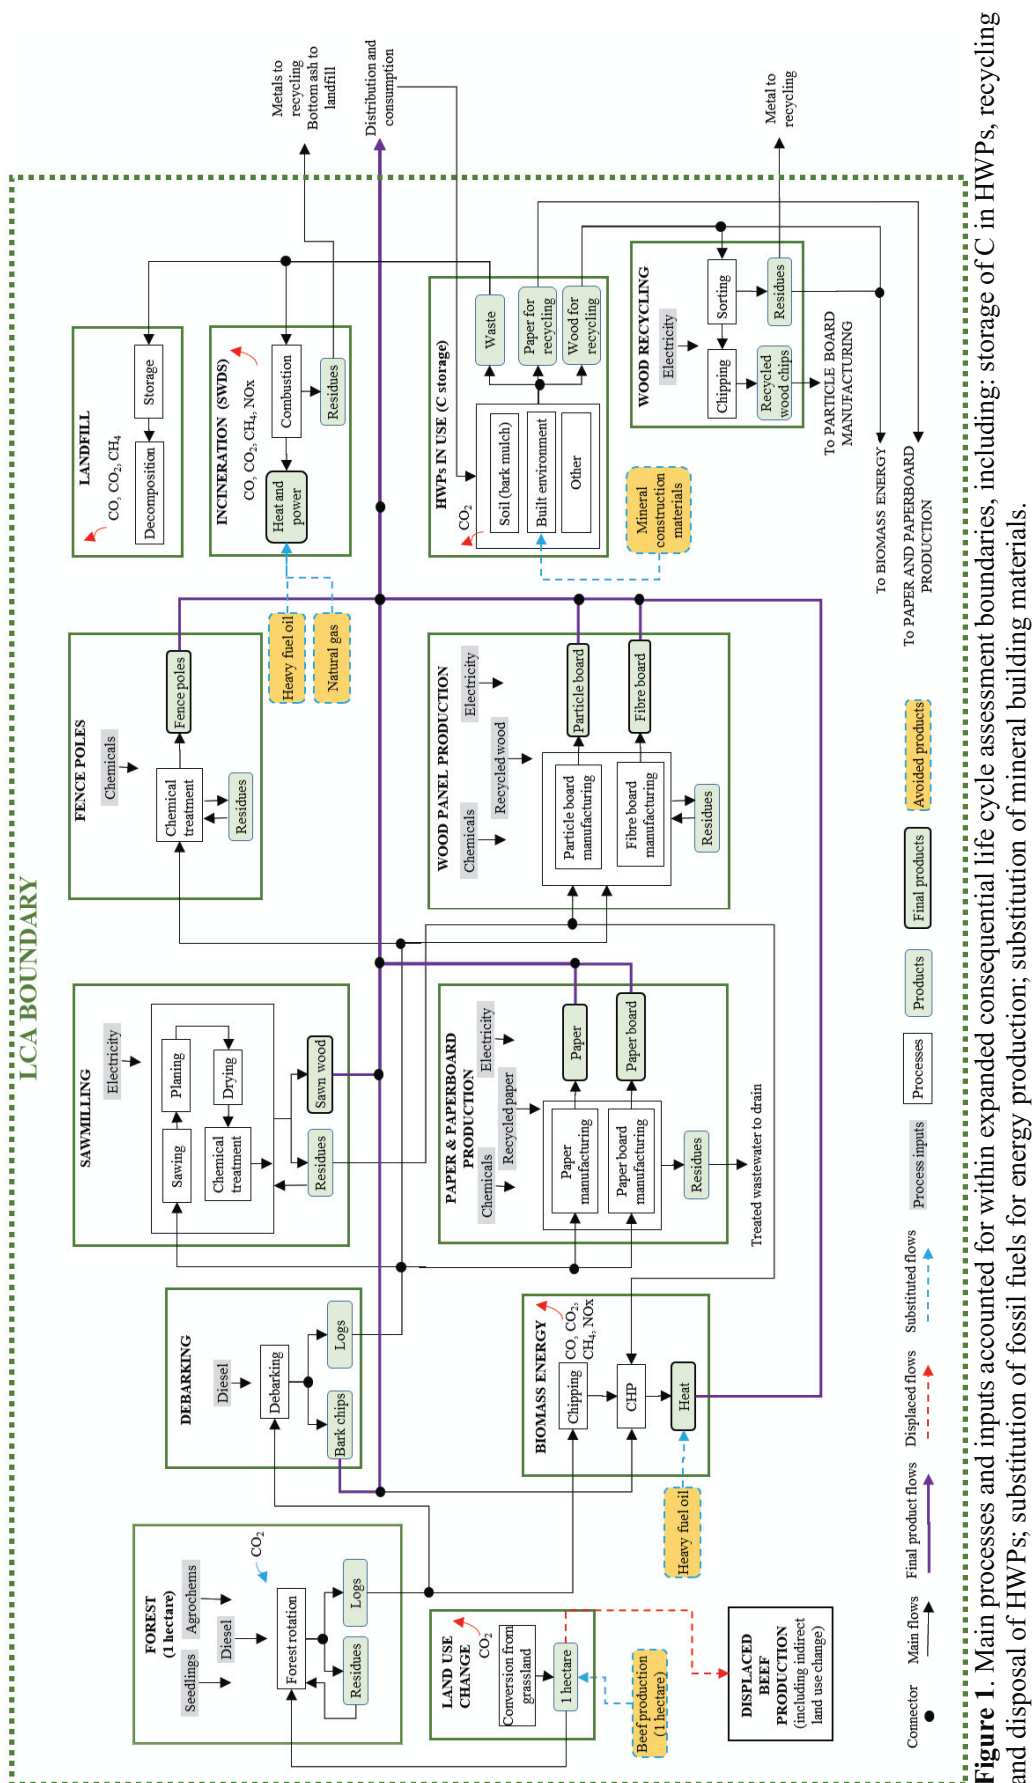 LCA BOUNDARY
FOREST
(1 hectare)
Seedlings
Diesel
Agrochems
CO2
Forest rotation
Residues
Logs
LAND USE
CHANGE
CO2
Conversion from
grassland
1 hectare
Beef production
(1 hectare)
DISPLACED
BEEF
PRODUCTION
(including indirect
land use change)
DEBARKING
Diesel
Debarking
Bark chips
Logs
BIOMASS ENERGY
Chipping
CO, CO2,
CH4, NOx
CHP
Heat
Heavy fuel oil
SAWMILLING
Electricity
Sawing
Planing
Drying
Chemical
treatment
Residues
Sawn wood
PAPER & PAPERBOARD
PRODUCTION
Chemicals
Recycled paper
Electricity
Paper
manufacturing
Paper
Paper board
manufacturing
Paper board
Residues
Treated wastewater to drain
FENCE POLES
Chemicals
Chemical
treatment
Fence poles
Residues
WOOD PANEL PRODUCTION
Chemicals
Recycled wood
Electricity
Particle board
manufacturing
Particle board
Fibre board
manufacturing
Fibre board
Residues
LANDFILL
CO, CO2, CH4
Decomposition
Storage
INCINERATION (SWDS)
CO, CO2, CH4, NOx
Heat and
power
Combustion
Residues
Heavy fuel oil
Natural gas
Metals to
recycling
Bottom ash to
landfill
Distribution and
consumption
HWPs IN USE (C storage)
CO2
Soil (bark mulch)
Built environment
Other
Waste
Paper for
recycling
Wood for
recycling
Mineral
construction
materials
WOOD RECYCLING
Electricity
Chipping
Sorting
Recycled
wood chips
Residues
Metal to
recycling
To PARTICLE BOARD
MANUFACTURING
To BIOMASS ENERGY
To PAPER AND PAPERBOARD
PRODUCTION
Connector
Main flows
Final product flows
Displaced flows
Substituted flows
Process inputs
Processes
Products
Final products
Avoided products
Figure 1. Main processes and inputs accounted for within expanded consequential life cycle assessment boundaries, including: storage of C in HWPs, recycling
and disposal of HWPs; substitution of fossil fuels for energy production; substitution of mineral building materials.